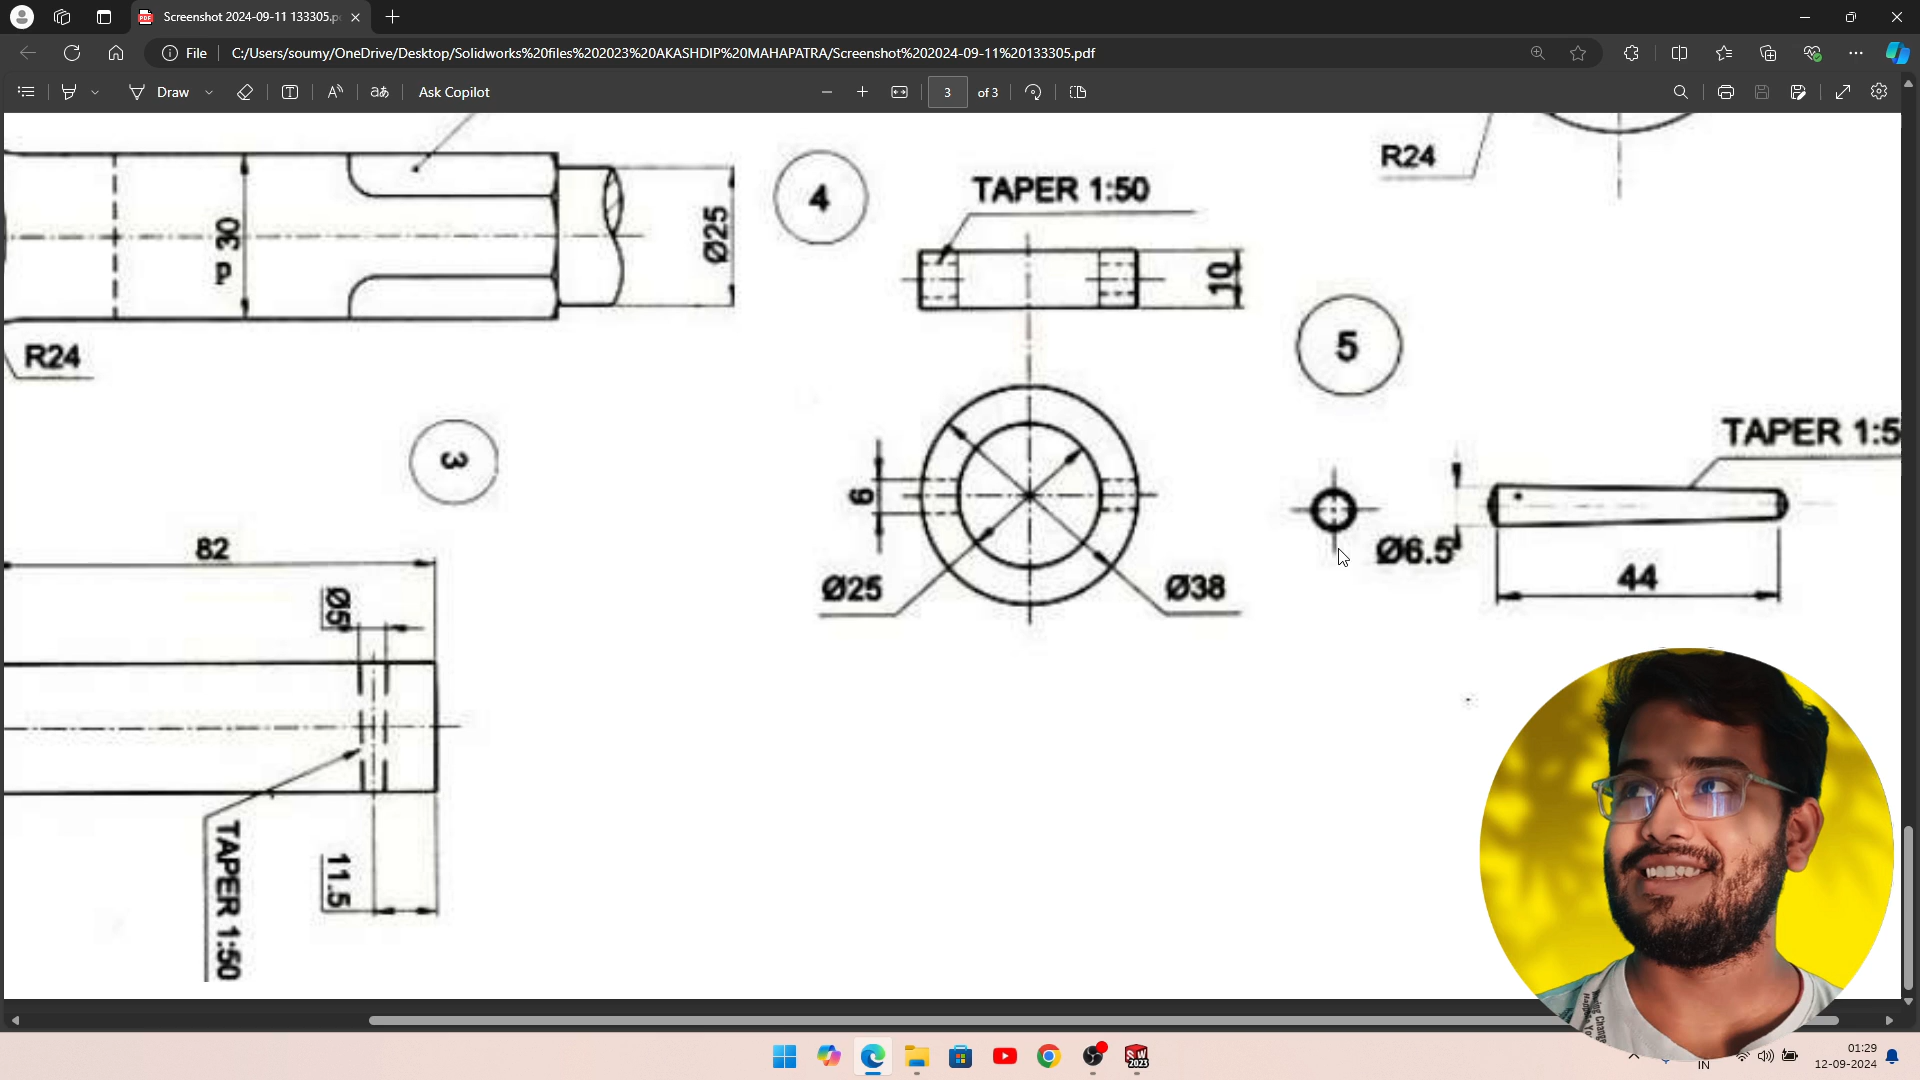 Screenshot 2024-09-11 133305.p
File
C:/Users/soumy/OneDrive/Desktop/Solidworks%20files%202023%20AKASHDIP%20MAHAPATRA/Screenshot%202024-09-11%20133305.pdf
Draw
Ask Copilot
3
of 3
R24
TAPER 1:50
4
P 30
Ø25
10
5
R24
TAPER 1:5
3
6
Ø6.5
82
44
Ø25
Ø38
Ø5
TAPER 1:50
11.5
SW
2023
IN
01:29
12-09-2024